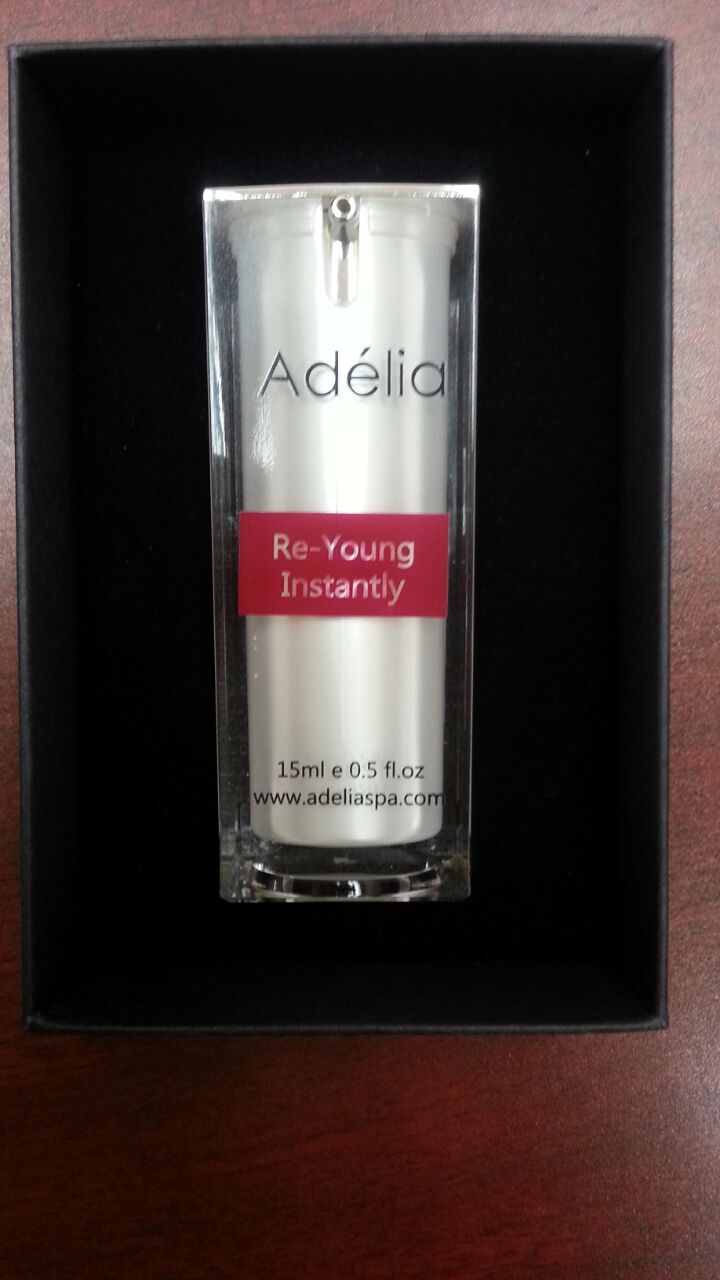 Adélia
Re-Young
Instantly
15ml e 0.5 fl.oz
www.adeliaspa.com